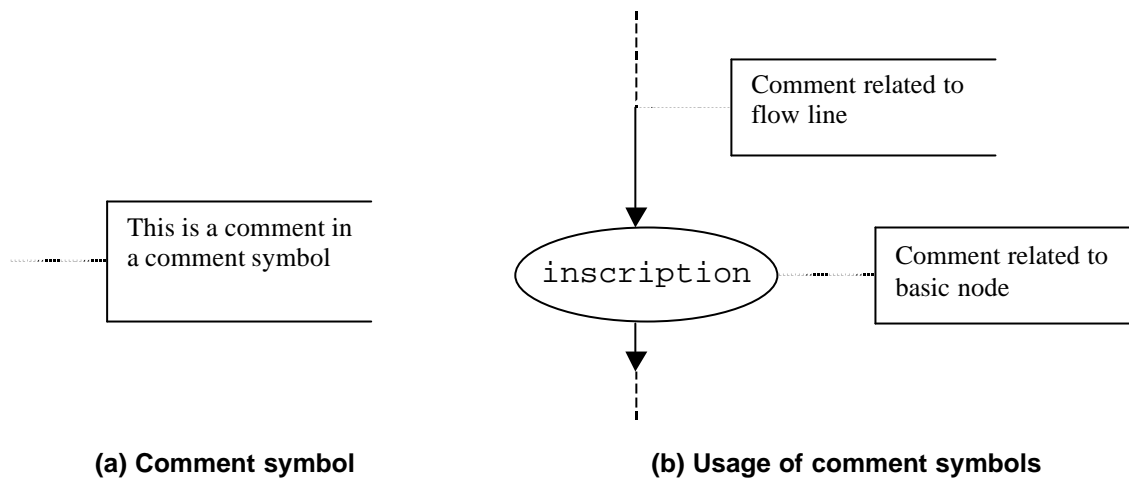 This is a comment in
a comment symbol
(a) Comment symbol
Comment related to
flow line
inscription
Comment related to
basic node
(b) Usage of comment symbols